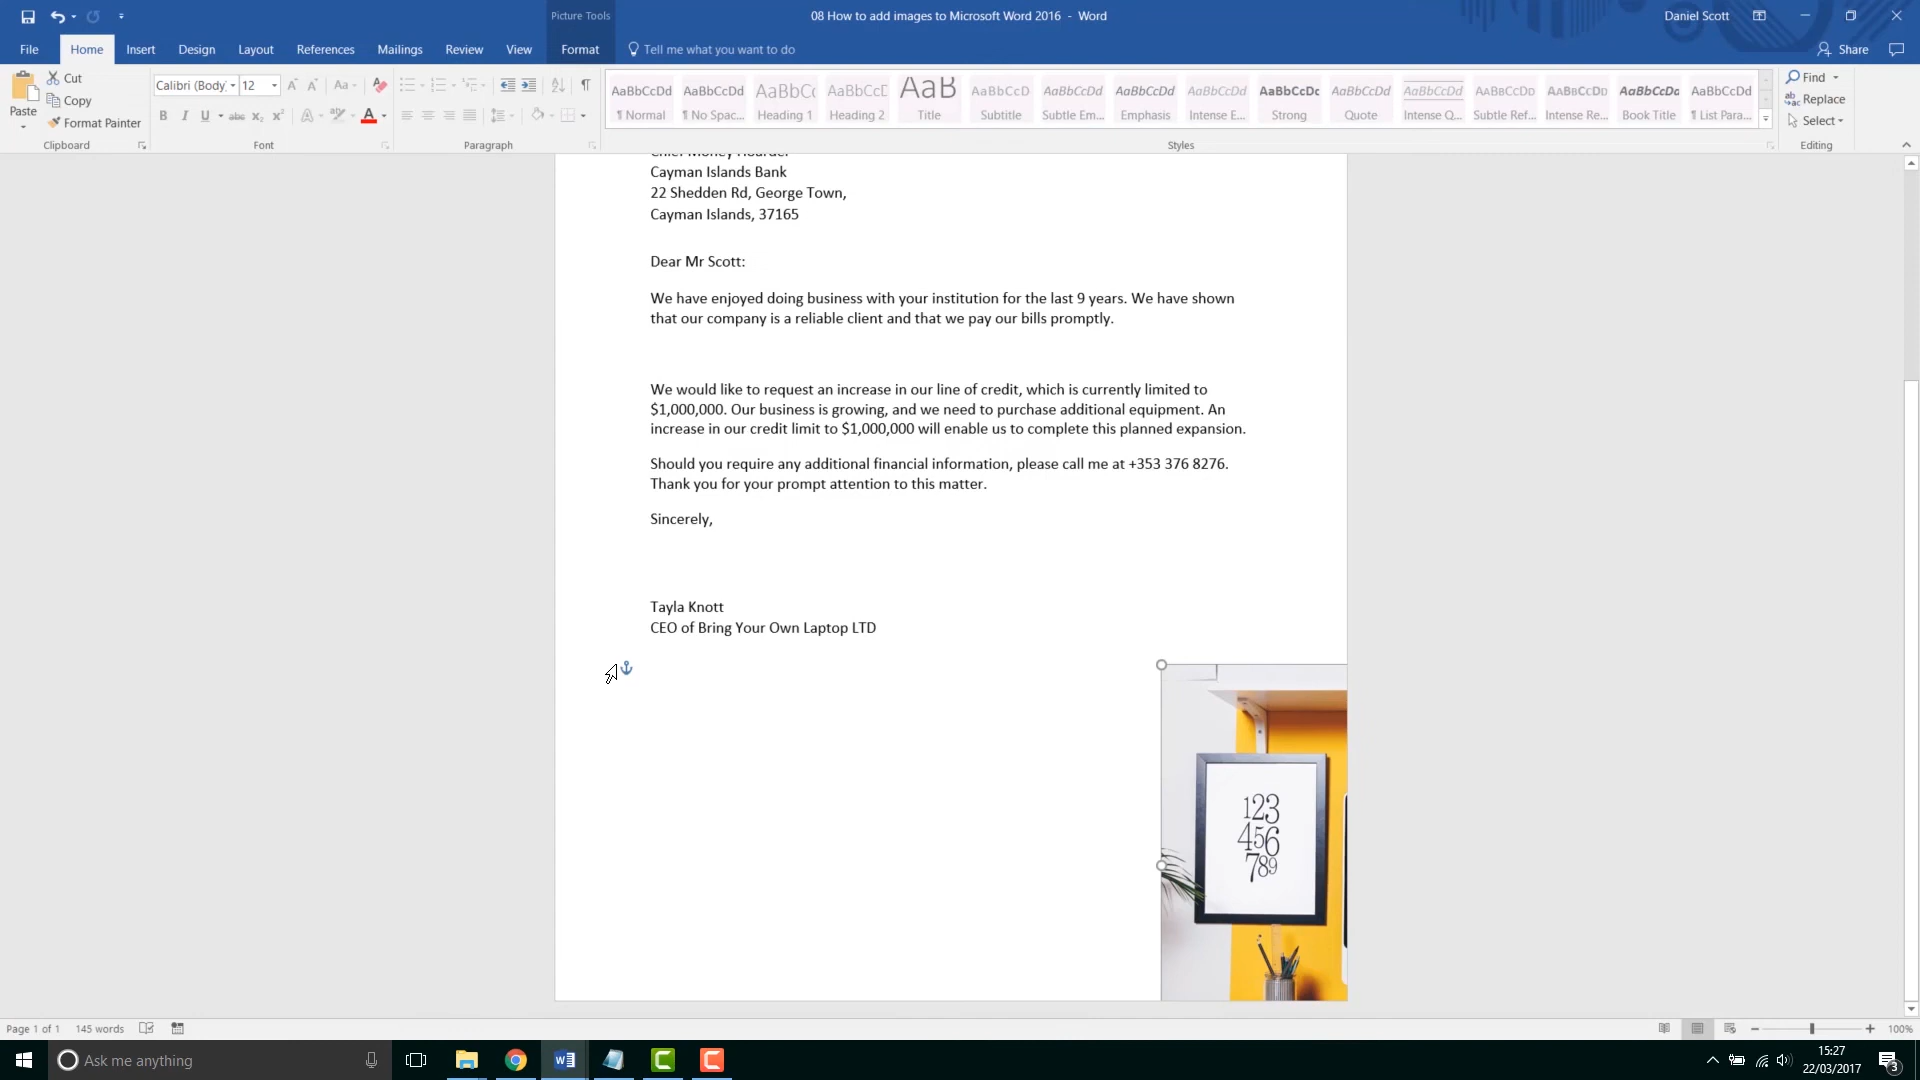 Picture Tools
08 How to add images to Microsoft Word 2016 - Word
Daniel Scott
File Home Insert Design Layout References Mailings Review View Format Tell me what you want to do Share
Paste
Cut
Copy
Format Painter
Clipboard
Calibri (Body) 12
Aa
B I U abc x₂ x²
A A
Font
Paragraph
AaBbCcDd AaBbCcDd AaBbC( AaBbCcE AaB AaBbCcD AaBbCcDd AaBbCcDd AaBbCcDd AaBbCcDc AaBbCcDd AaBbCcDd AaBbCcDd AaBbCcDd AaBbCcDd AaBbCcDd
¶ Normal ¶ No Spac... Heading 1 Heading 2 Title Subtitle Subtle Em... Emphasis Intense E... Strong Quote Intense Q... Subtle Ref... Intense Re... Book Title ¶ List Para...
Styles
Find
Replace
Select
Editing
Cayman Islands Bank
22 Shedden Rd, George Town,
Cayman Islands, 37165
Dear Mr Scott:
We have enjoyed doing business with your institution for the last 9 years. We have shown
that our company is a reliable client and that we pay our bills promptly.
We would like to request an increase in our line of credit, which is currently limited to
$1,000,000. Our business is growing, and we need to purchase additional equipment. An
increase in our credit limit to $1,000,000 will enable us to complete this planned expansion.
Should you require any additional financial information, please call me at +353 376 8276.
Thank you for your prompt attention to this matter.
Sincerely,
Tayla Knott
CEO of Bring Your Own Laptop LTD
123
456
789
Page 1 of 1 145 words
100%
Ask me anything
15:27
22/03/2017
3